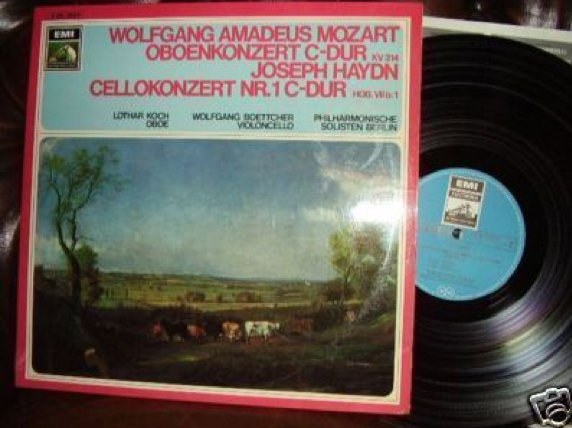 EMI
WOLFGANG AMADEUS MOZART
OBOENKONZERT C-DUR KV 314
JOSEPH HAYDN
CELLOKONZERT NR.1 C-DUR HOB. VII b:1
LOTHAR KOCH
OBOE
WOLFGANG BOETTCHER
VIOLONCELLO
PHILHARMONISCHE
SOLISTEN BERLIN
EMI